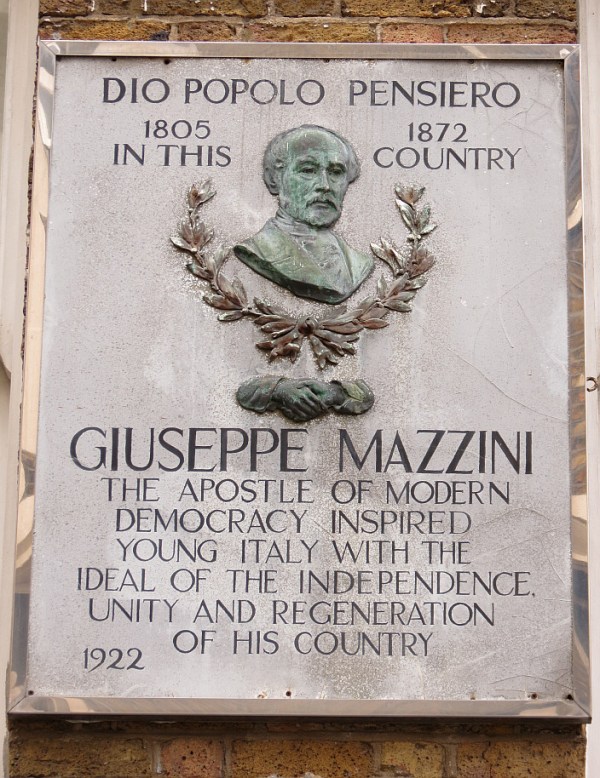 DIO POPOLO PENSIERO
1805 1872
IN THIS COUNTRY
GIUSEPPE MAZZINI
THE APOSTLE OF MODERN
DEMOCRACY INSPIRED
YOUNG ITALY WITH THE
IDEAL OF THE INDEPENDENCE,
UNITY AND REGENERATION
OF HIS COUNTRY
1922